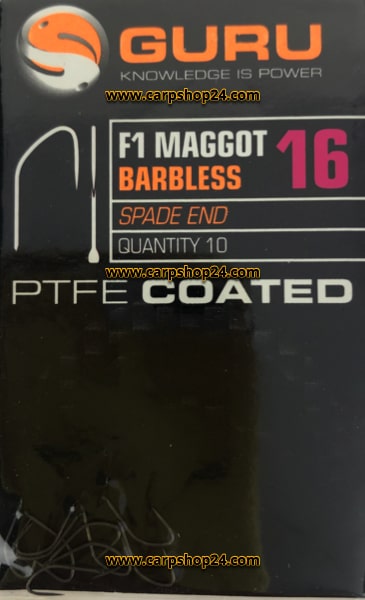 GURU
KNOWLEDGE IS POWER
www.carpshop24.com
F1 MAGGOT 16
BARBLESS
SPADE END
QUANTITY 10
www.carpshop24.com
PTFE COATED
www.carpshop24.com